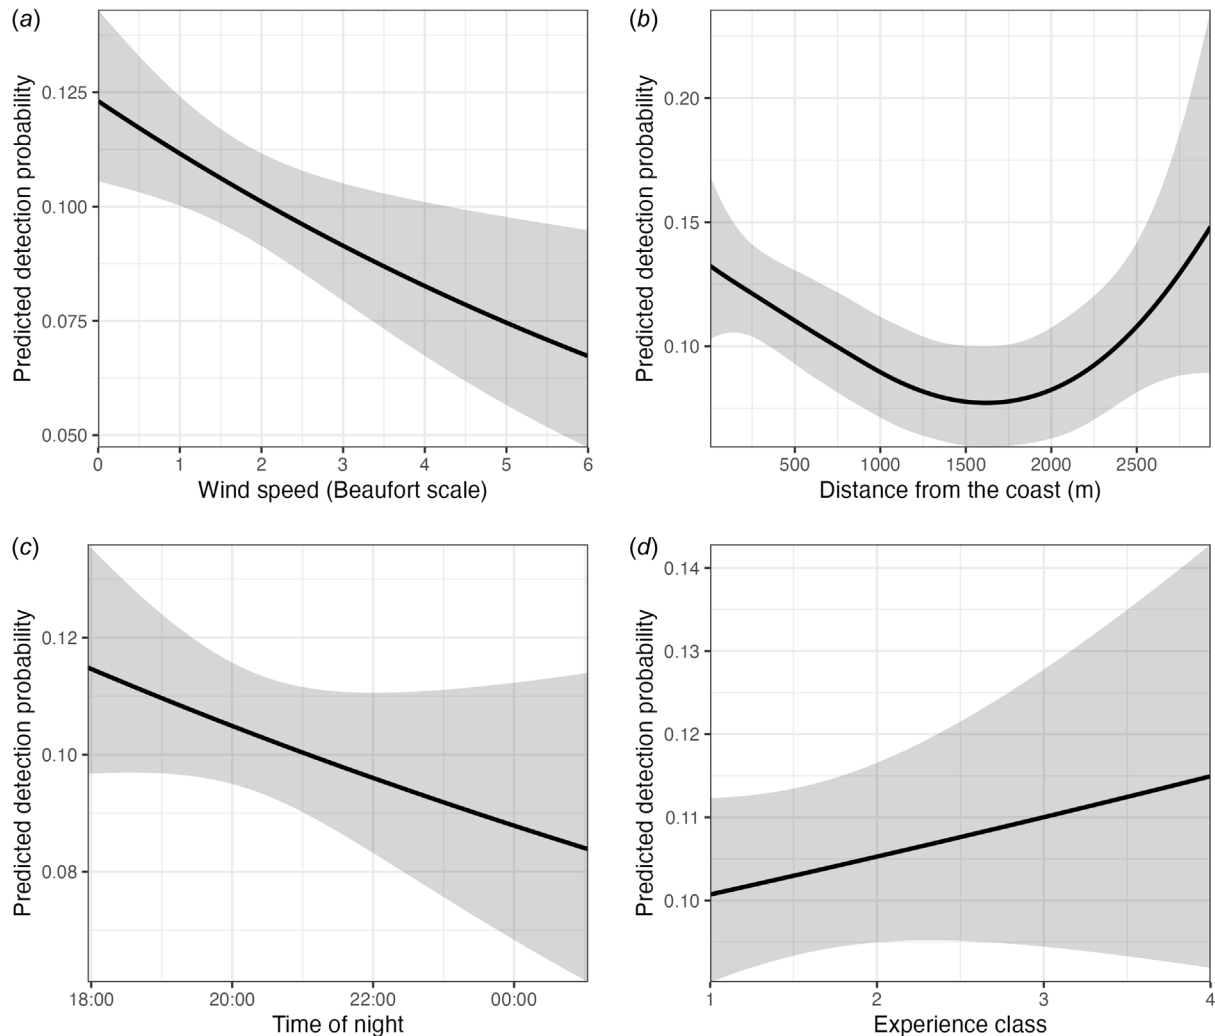 (a)
Predicted detection probability
0.125
0.100
0.075
0.050
0 1 2 3 4 5 6
Wind speed (Beaufort scale)
(b)
Predicted detection probability
0.20
0.15
0.10
500 1000 1500 2000 2500
Distance from the coast (m)
(c)
Predicted detection probability
0.12
0.10
0.08
18:00 20:00 22:00 00:00
Time of night
(d)
Predicted detection probability
0.14
0.13
0.12
0.11
0.10
1 2 3 4
Experience class